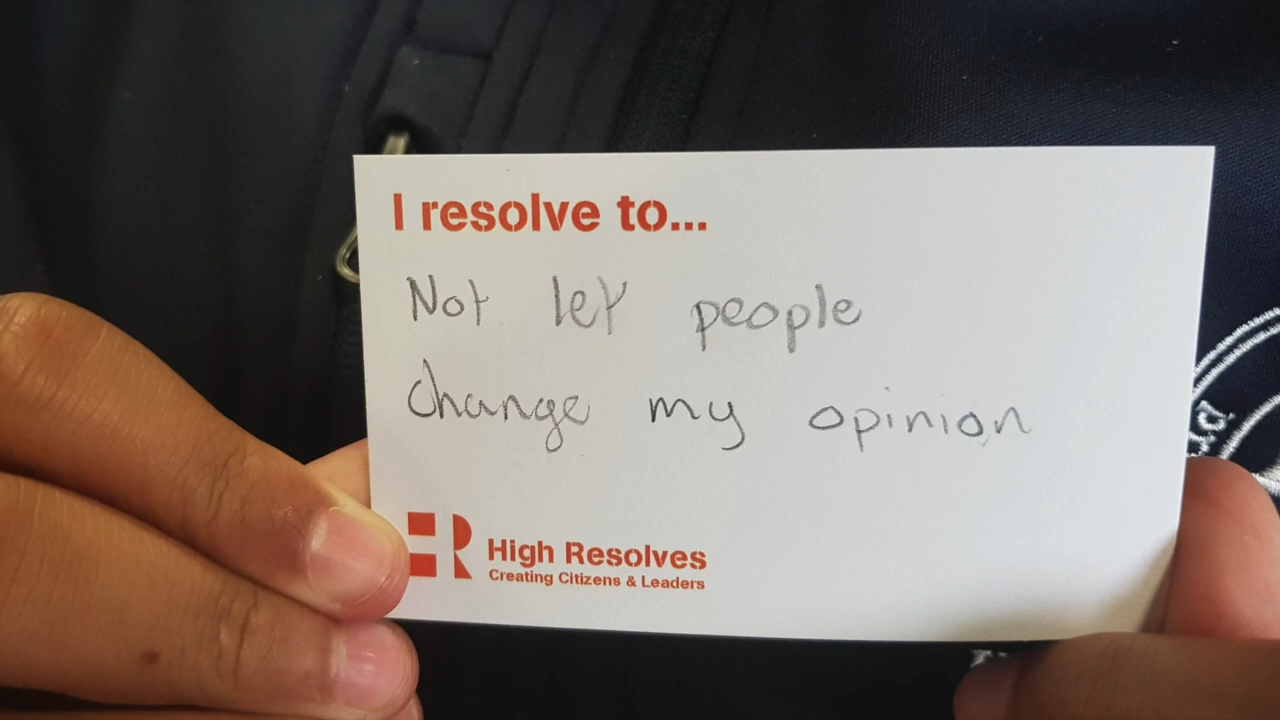 I resolve to...
Not let people
change my opinion
High Resolves
Creating Citizens & Leaders